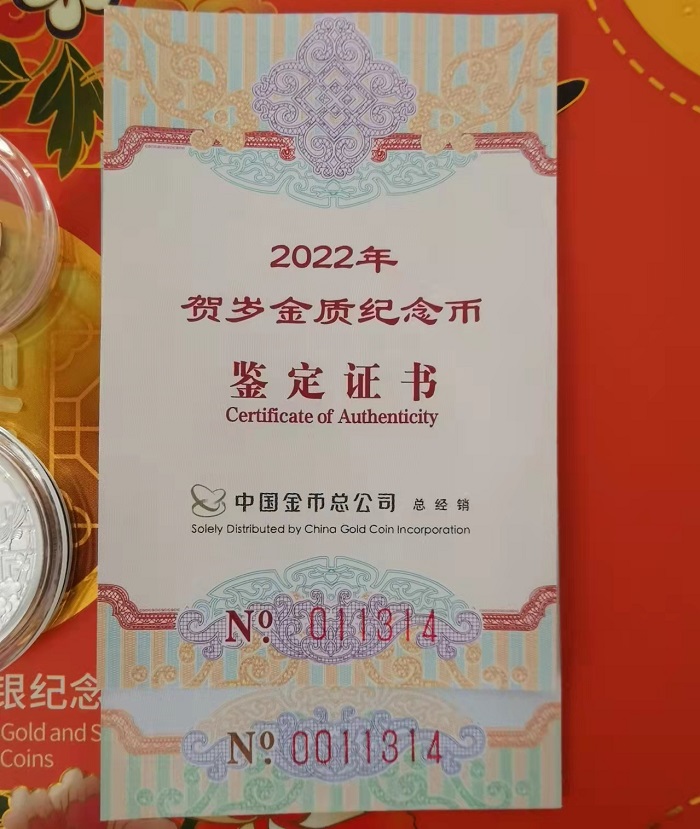 2022年
贺岁金质纪念币
鉴定证书
Certificate of Authenticity
中国金币总公司 总经销
Solely Distributed by China Gold Coin Incorporation
Nº 011314
Nº 0011314
银纪念
Gold and S
Coins